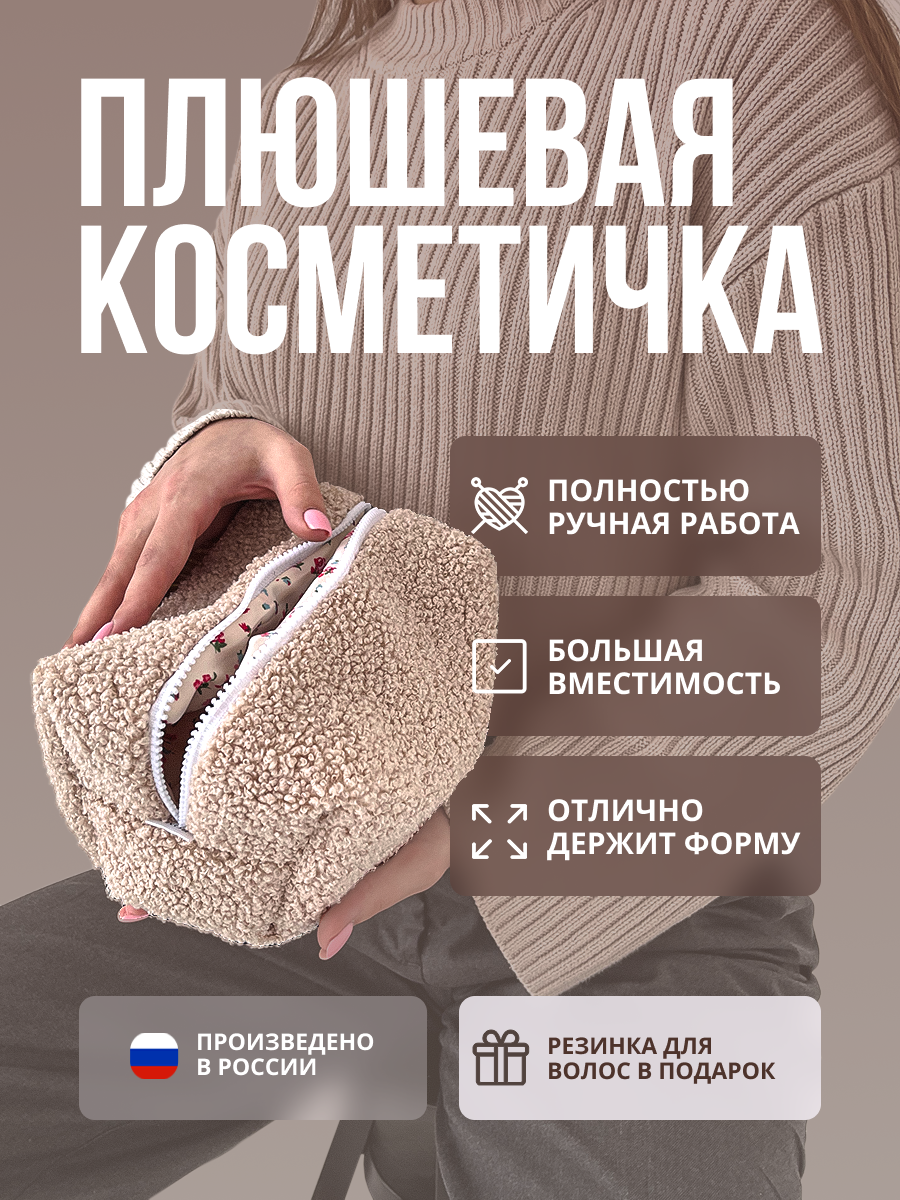 ПЛЮШЕВАЯ
КОСМЕТИЧКА
ПОЛНОСТЬЮ
РУЧНАЯ РАБОТА
БОЛЬШАЯ
ВМЕСТИМОСТЬ
ОТЛИЧНО
ДЕРЖИТ ФОРМУ
ПРОИЗВЕДЕНО
В РОССИИ
РЕЗИНКА ДЛЯ
ВОЛОС В ПОДАРОК